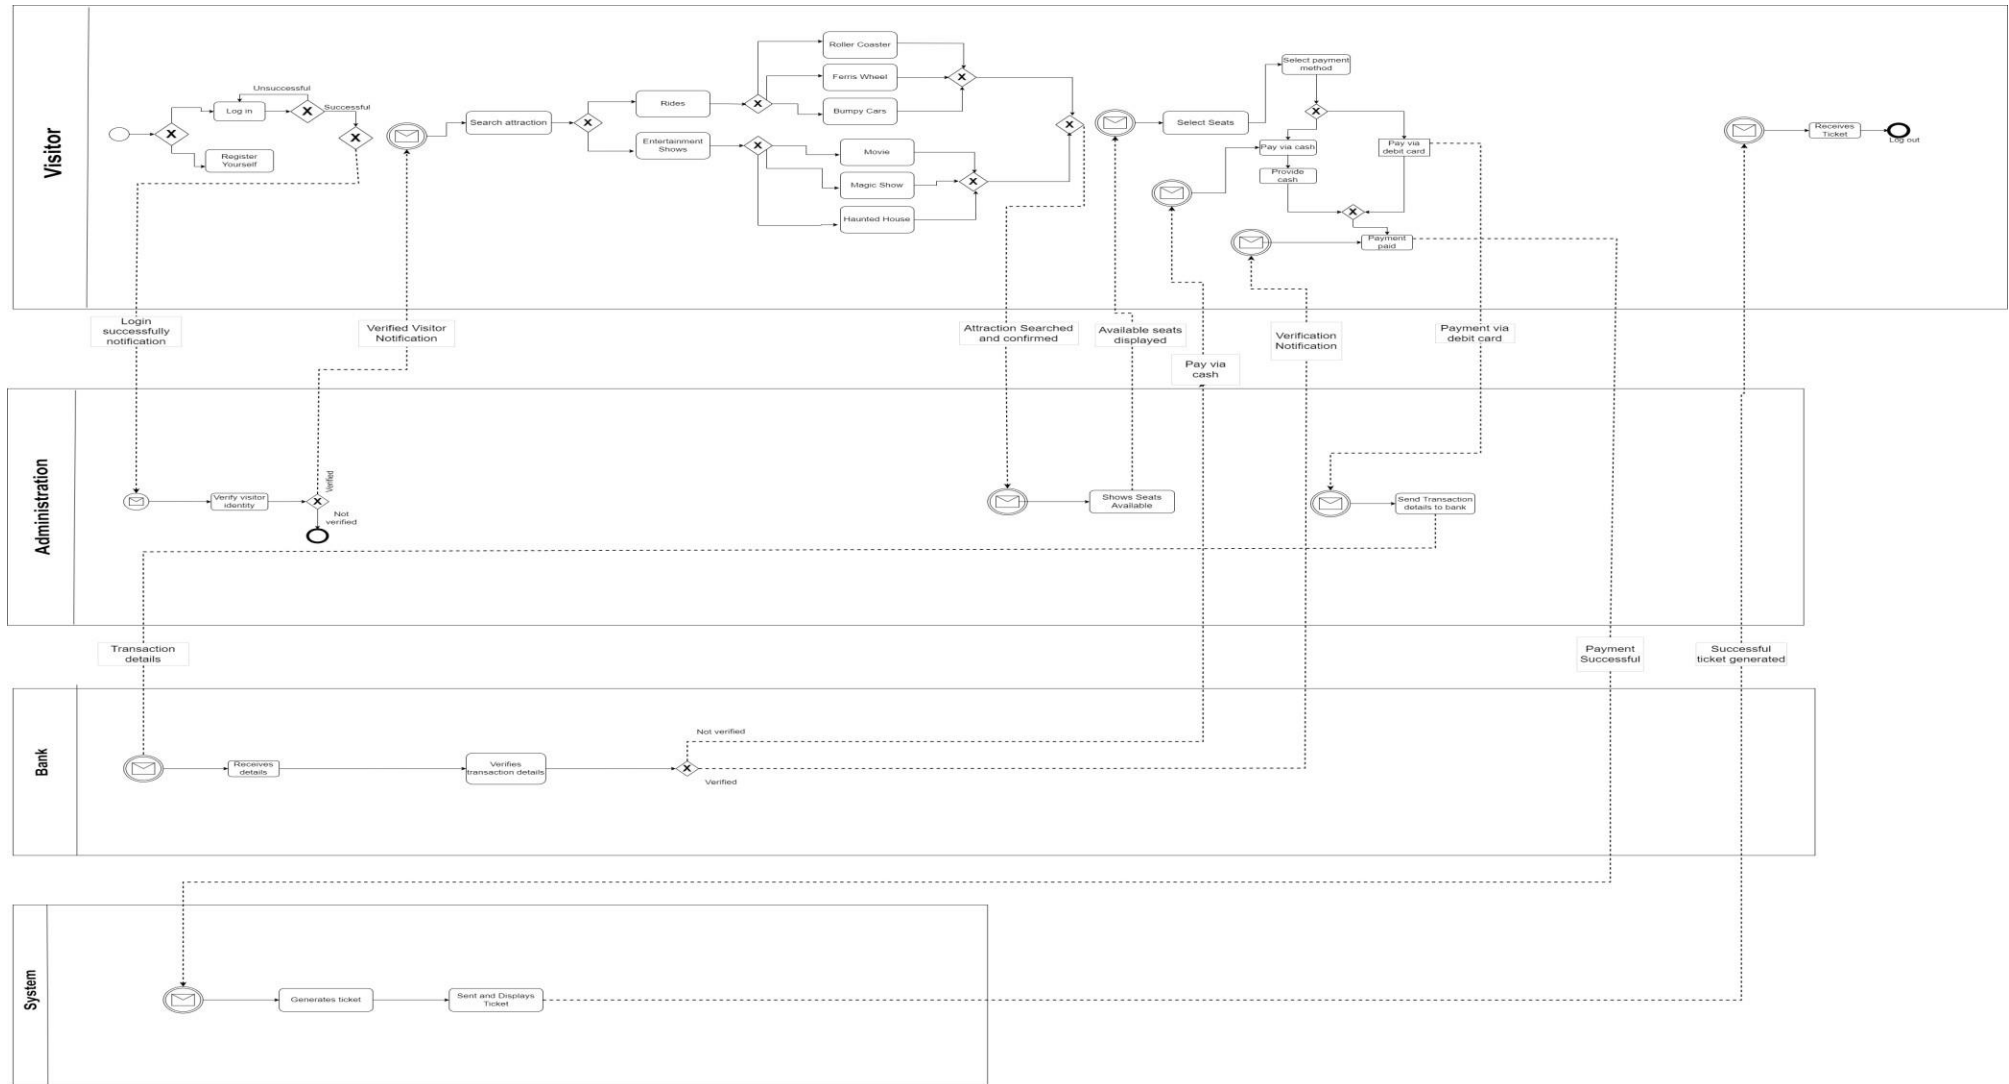 Visitor
Unsuccessful
Log in
Successful
Register
Yourself
Search attraction
Rides
Entertainment
Shows
Roller Coaster
Ferris Wheel
Bumpy Cars
Movie
Magic Show
Haunted House
Select Seats
Select payment
method
Pay via cash
Provide
cash
Pay via
debit card
Payment
paid
Receives
Ticket
Log out
Login
successfully
notification
Verified Visitor
Notification
Attraction Searched
and confirmed
Available seats
displayed
Pay via
cash
Verification
Notification
Payment via
debit card
Administration
Verify visitor
identity
Verified
Not
verified
Shows Seats
Available
Send Transaction
details to bank
Transaction
details
Payment
Successful
Successful
ticket generated
Bank
Receives
details
Verifies
transaction details
Not verified
Verified
System
Generates ticket
Sent and Displays
Ticket